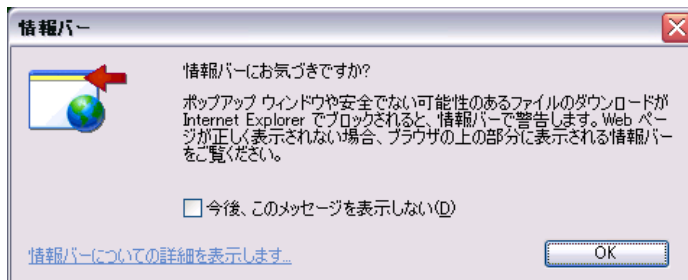 情報バー
情報バーにお気づきですか?
ポップアップ ウィンドウや安全でない可能性のあるファイルのダウンロードが
Internet Explorer でブロックされると、情報バーで警告します。Web ペー
ジが正しく表示されない場合、ブラウザの上の部分に表示される情報バー
をご覧ください。
今後、このメッセージを表示しない(D)
情報バーについての詳細を表示します...
OK